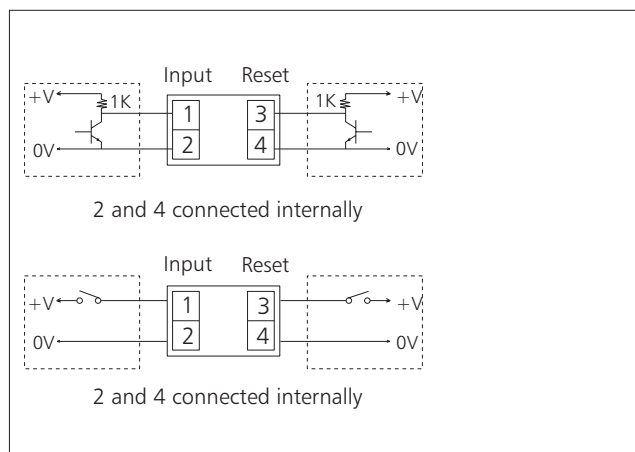 Input Reset
+V 1K 1 3 1K +V
0V 2 4 0V
2 and 4 connected internally
Input Reset
+V 1 3 +V
0V 2 4 0V
2 and 4 connected internally